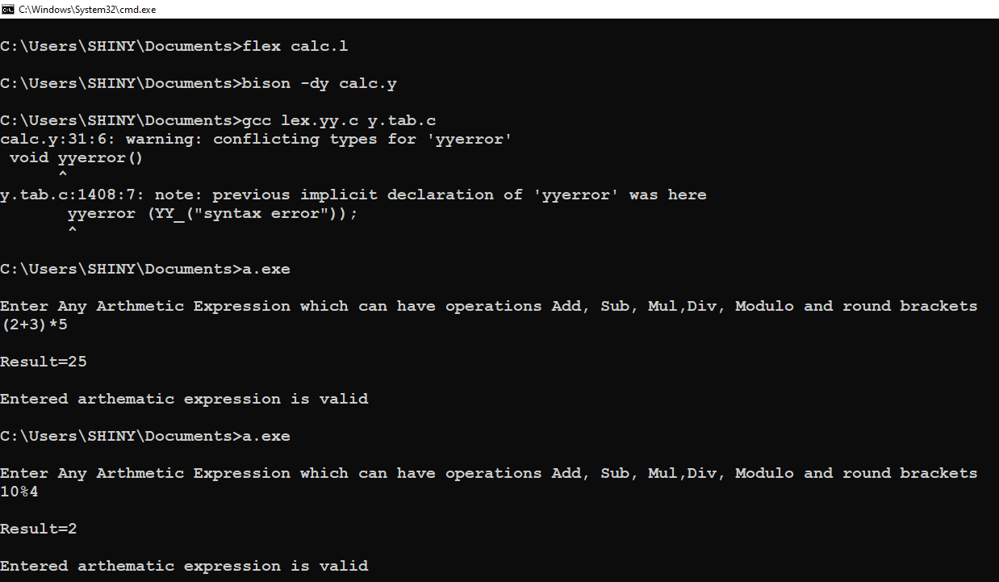 C:\Windows\System32\cmd.exe
C:\Users\SHINY\Documents>flex calc.l
C:\Users\SHINY\Documents>bison -dy calc.y
C:\Users\SHINY\Documents>gcc lex.yy.c y.tab.c
calc.y:31:6: warning: conflicting types for 'yyerror'
 void yyerror()
      ^
y.tab.c:1408:7: note: previous implicit declaration of 'yyerror' was here
       yyerror (YY_("syntax error"));
       ^
C:\Users\SHINY\Documents>a.exe
Enter Any Arthmetic Expression which can have operations Add, Sub, Mul,Div, Modulo and round brackets
(2+3)*5
Result=25
Entered arthematic expression is valid
C:\Users\SHINY\Documents>a.exe
Enter Any Arthmetic Expression which can have operations Add, Sub, Mul,Div, Modulo and round brackets
10%4
Result=2
Entered arthematic expression is valid